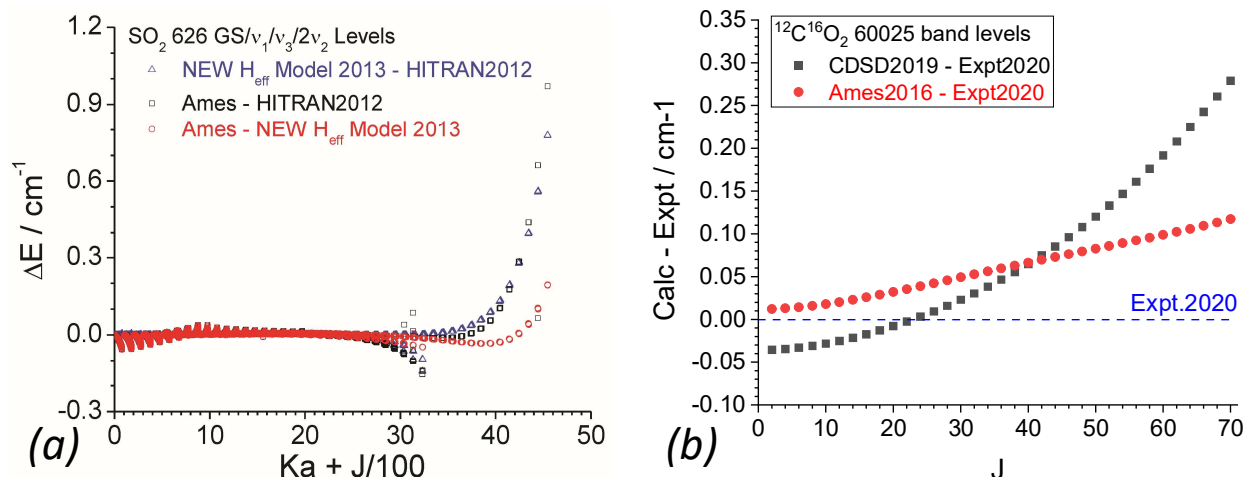 SO2 626 GS/ν1/ν3/2ν2 Levels
NEW Heff Model 2013 - HITRAN2012
Ames - HITRAN2012
Ames - NEW Heff Model 2013
1.2
0.9
0.6
0.3
0.0
-0.3
ΔE / cm-1
0
10
20
30
40
50
Ka + J/100
(a)
12C16O2 60025 band levels
CDSD2019 - Expt2020
Ames2016 - Expt2020
Expt.2020
0.35
0.30
0.25
0.20
0.15
0.10
0.05
0.00
-0.05
-0.10
Calc - Expt / cm-1
0
10
20
30
40
50
60
70
J
(b)